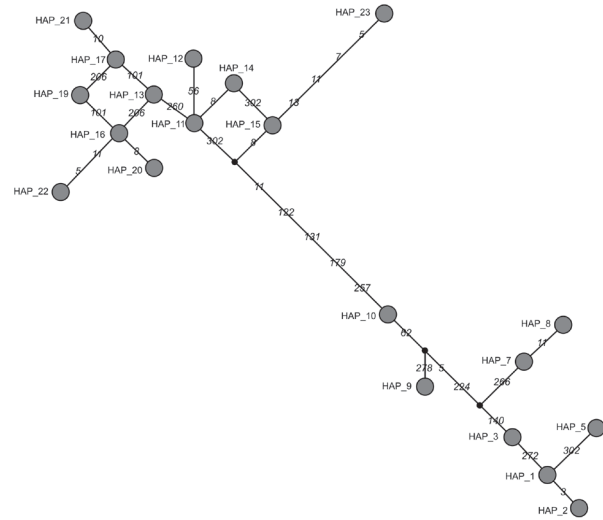 HAP_23
HAP_21
5
10
HAP_12
7
HAP_17
HAP_14
206
101
11
HAP_19
HAP_13
56
8
302
13
101
206
260
HAP_11
HAP_15
HAP_16
302
8
11
8
5
HAP_20
HAP_22
11
122
131
179
257
HAP_10
HAP_8
62
11
HAP_7
278
5
266
HAP_9
224
140
HAP_5
HAP_3
272
302
HAP_1
3
HAP_2